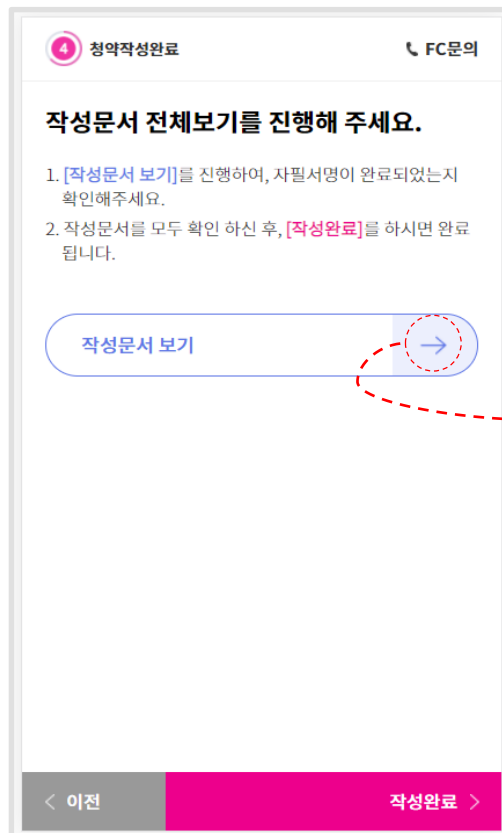 4 청약작성완료 FC문의
작성문서 전체보기를 진행해 주세요.
1. [작성문서 보기]를 진행하여, 자필서명이 완료되었는지
확인해주세요.
2. 작성문서를 모두 확인 하신 후, [작성완료]를 하시면 완료
됩니다.
작성문서 보기
이전 작성완료